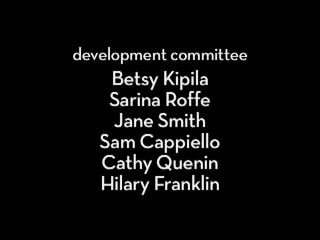 development committee
Betsy Kipila
Sarina Roffe
Jane Smith
Sam Cappiello
Cathy Quenin
Hilary Franklin